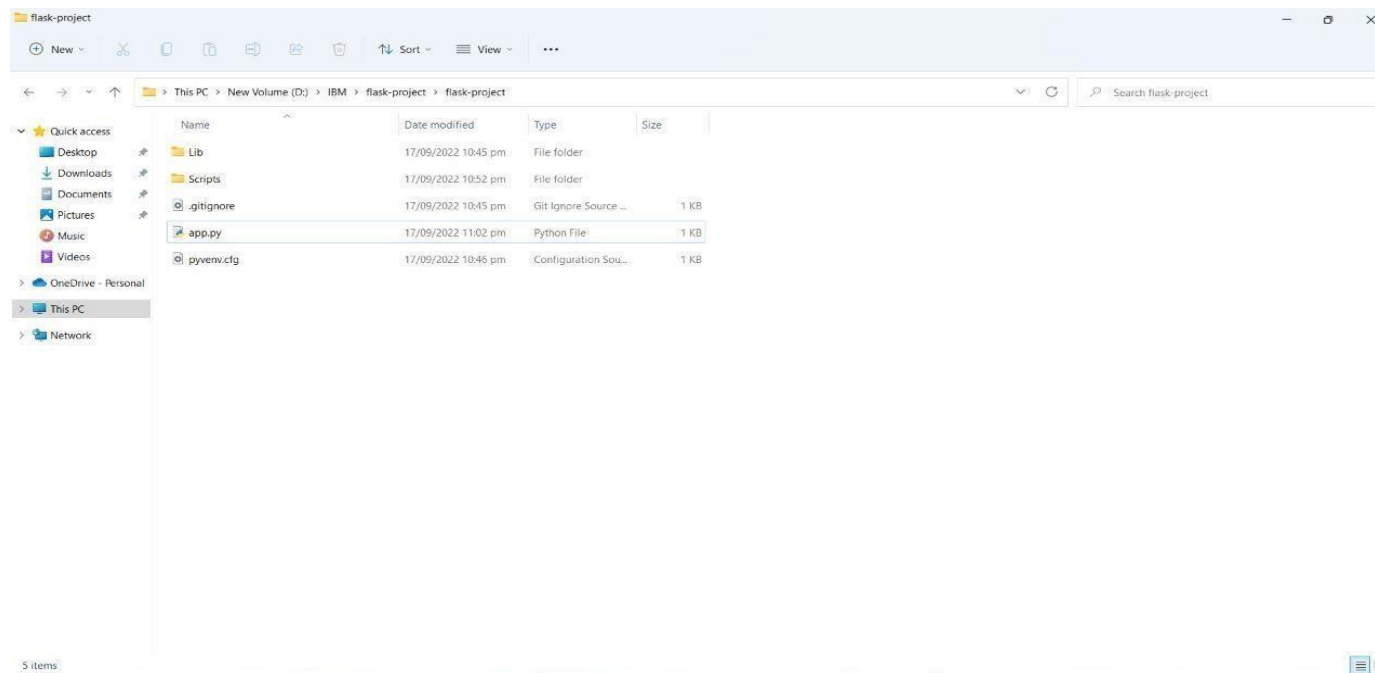 flask-project
New
Sort
View
This PC > New Volume (D:) > IBM > flask-project > flask-project
Search flask-project
Quick access
Desktop
Downloads
Documents
Pictures
Music
Videos
OneDrive - Personal
This PC
Network
Name Date modified Type Size
Lib 17/09/2022 10:45 pm File folder
Scripts 17/09/2022 10:52 pm File folder
.gitignore 17/09/2022 10:45 pm Git Ignore Source ... 1 KB
app.py 17/09/2022 11:02 pm Python File 1 KB
pyvenv.cfg 17/09/2022 10:46 pm Configuration Sou... 1 KB
5 items